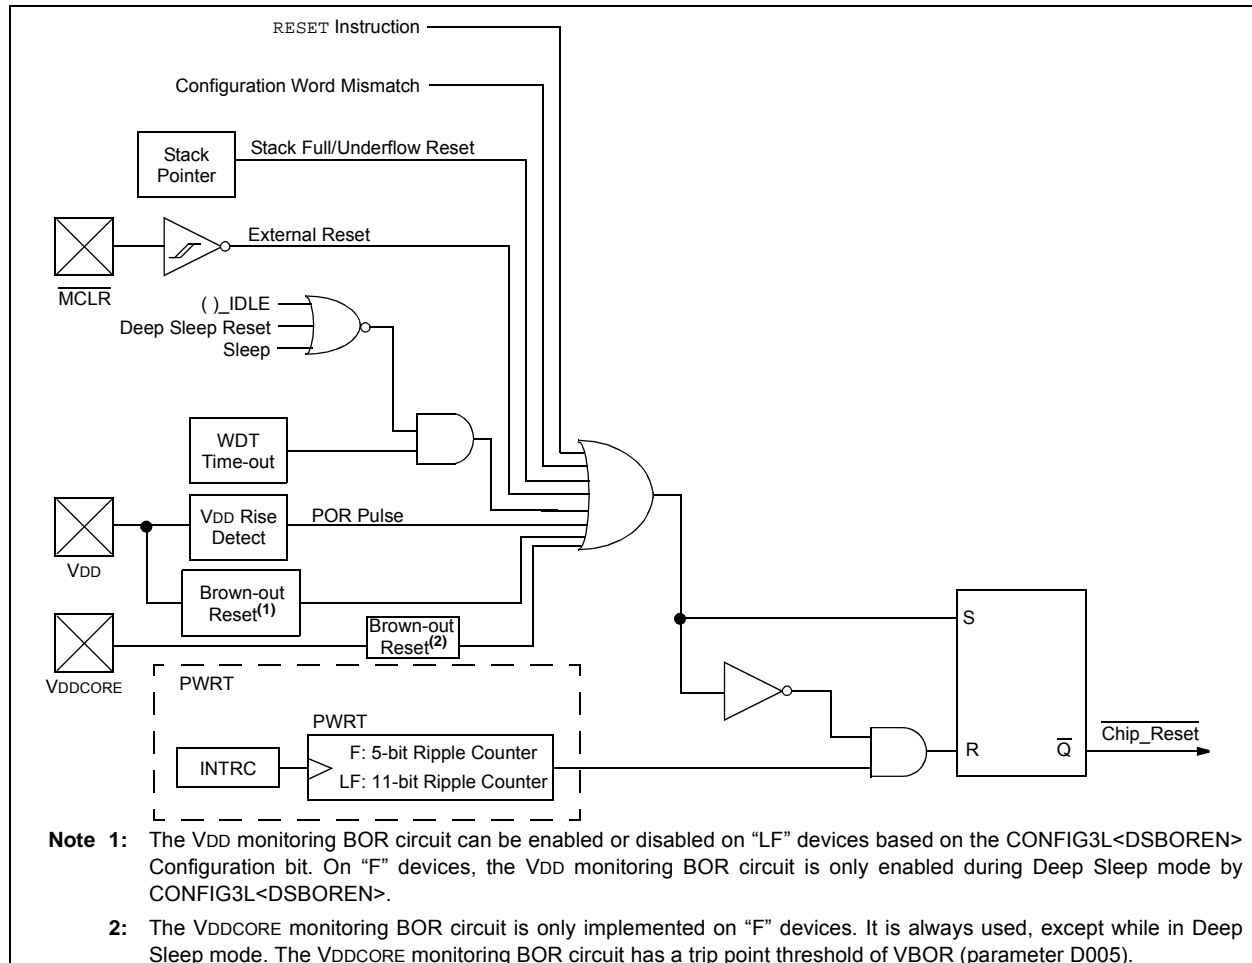 RESET Instruction
Configuration Word Mismatch
Stack
Pointer
Stack Full/Underflow Reset
External Reset
MCLR
( )_IDLE
Deep Sleep Reset
Sleep
WDT
Time-out
VDD Rise
Detect
POR Pulse
VDD
Brown-out
Reset(1)
Brown-out
Reset(2)
VDDCORE
PWRT
PWRT
INTRC
F: 5-bit Ripple Counter
LF: 11-bit Ripple Counter
S
R
Q
Chip_Reset
Note 1: The VDD monitoring BOR circuit can be enabled or disabled on “LF” devices based on the CONFIG3L<DSBOREN>
Configuration bit. On “F” devices, the VDD monitoring BOR circuit is only enabled during Deep Sleep mode by
CONFIG3L<DSBOREN>.
2: The VDDCORE monitoring BOR circuit is only implemented on “F” devices. It is always used, except while in Deep
Sleep mode. The VDDCORE monitoring BOR circuit has a trip point threshold of VBOR (parameter D005).